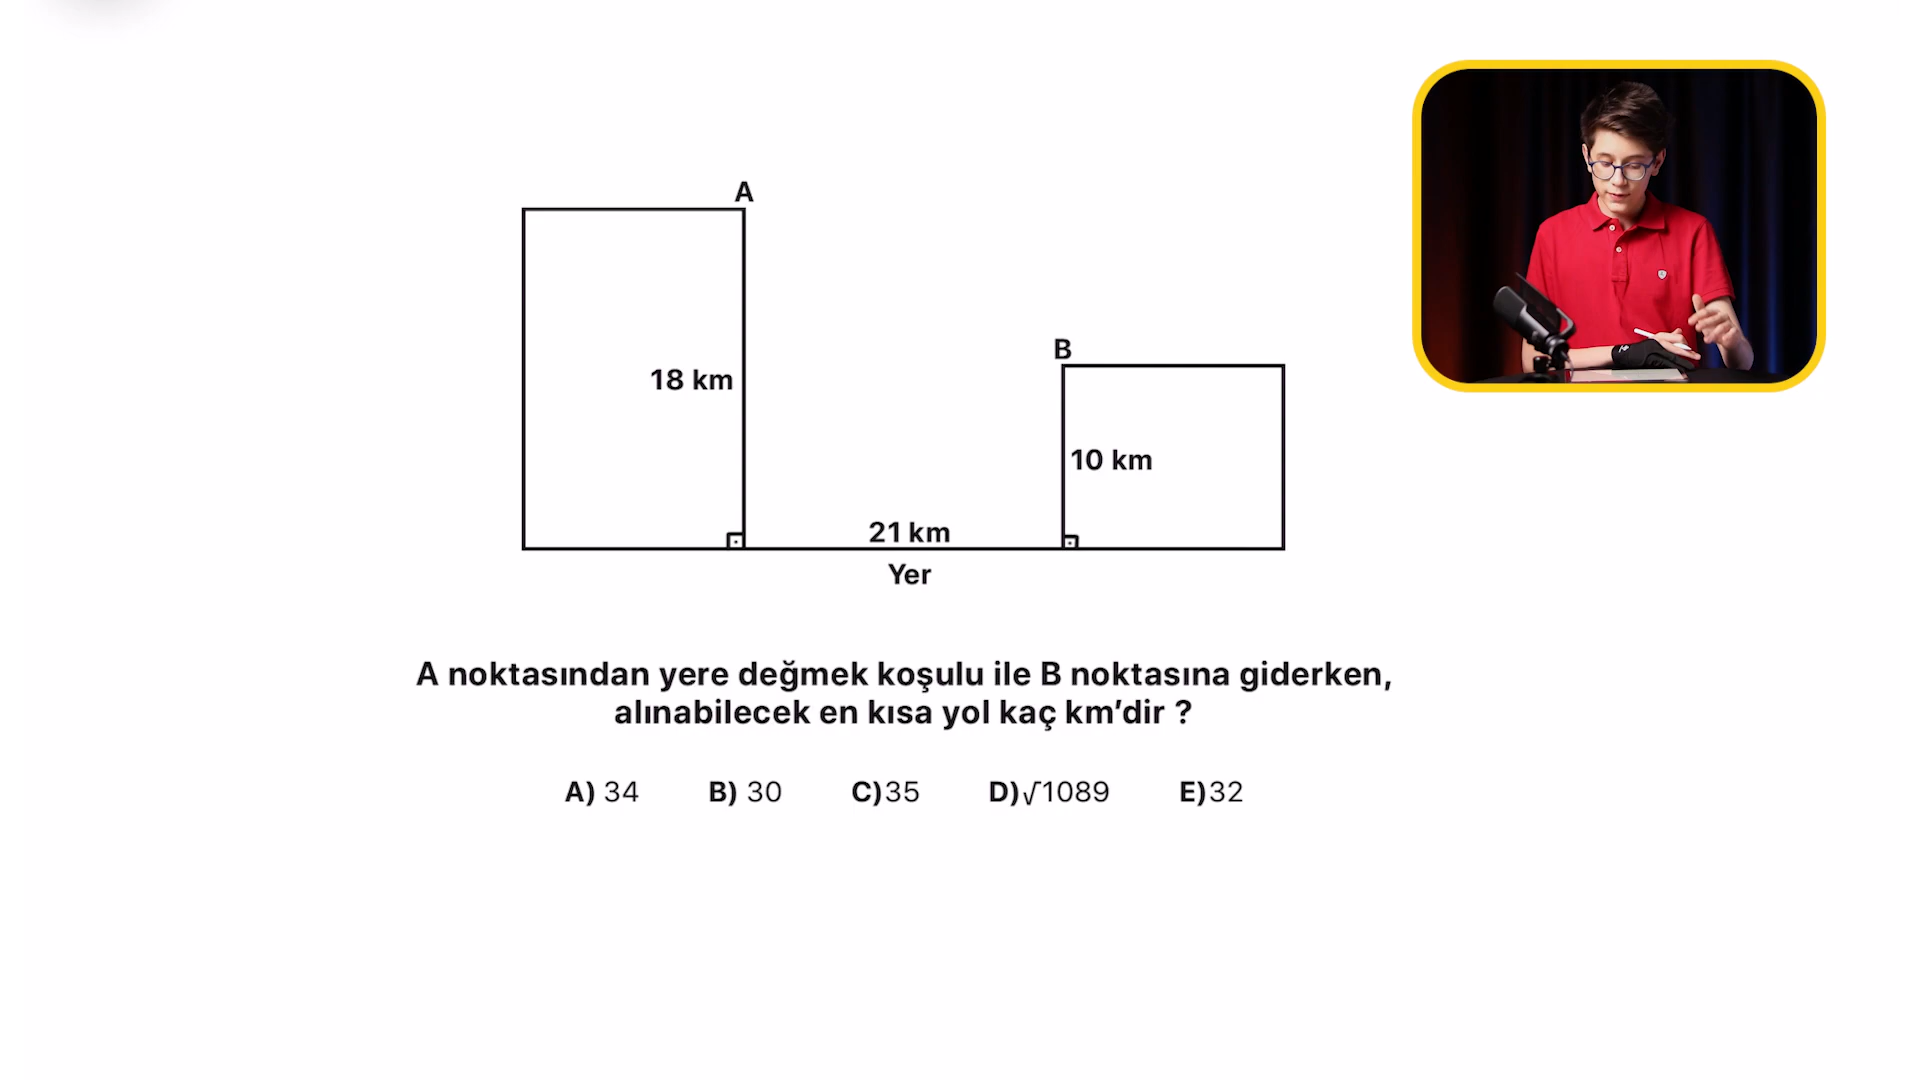 A
18 km
B
10 km
21 km
Yer
A noktasından yere değmek koşulu ile B noktasına giderken,
alınabilecek en kısa yol kaç km'dir ?
A) 34 B) 30 C)35 D)√1089 E)32